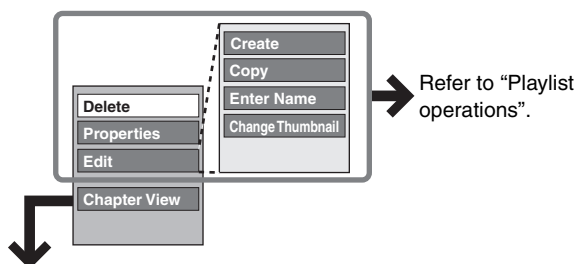 Create
Copy
Enter Name
Change Thumbnail
Delete
Properties
Edit
Chapter View
Refer to “Playlist
operations”.